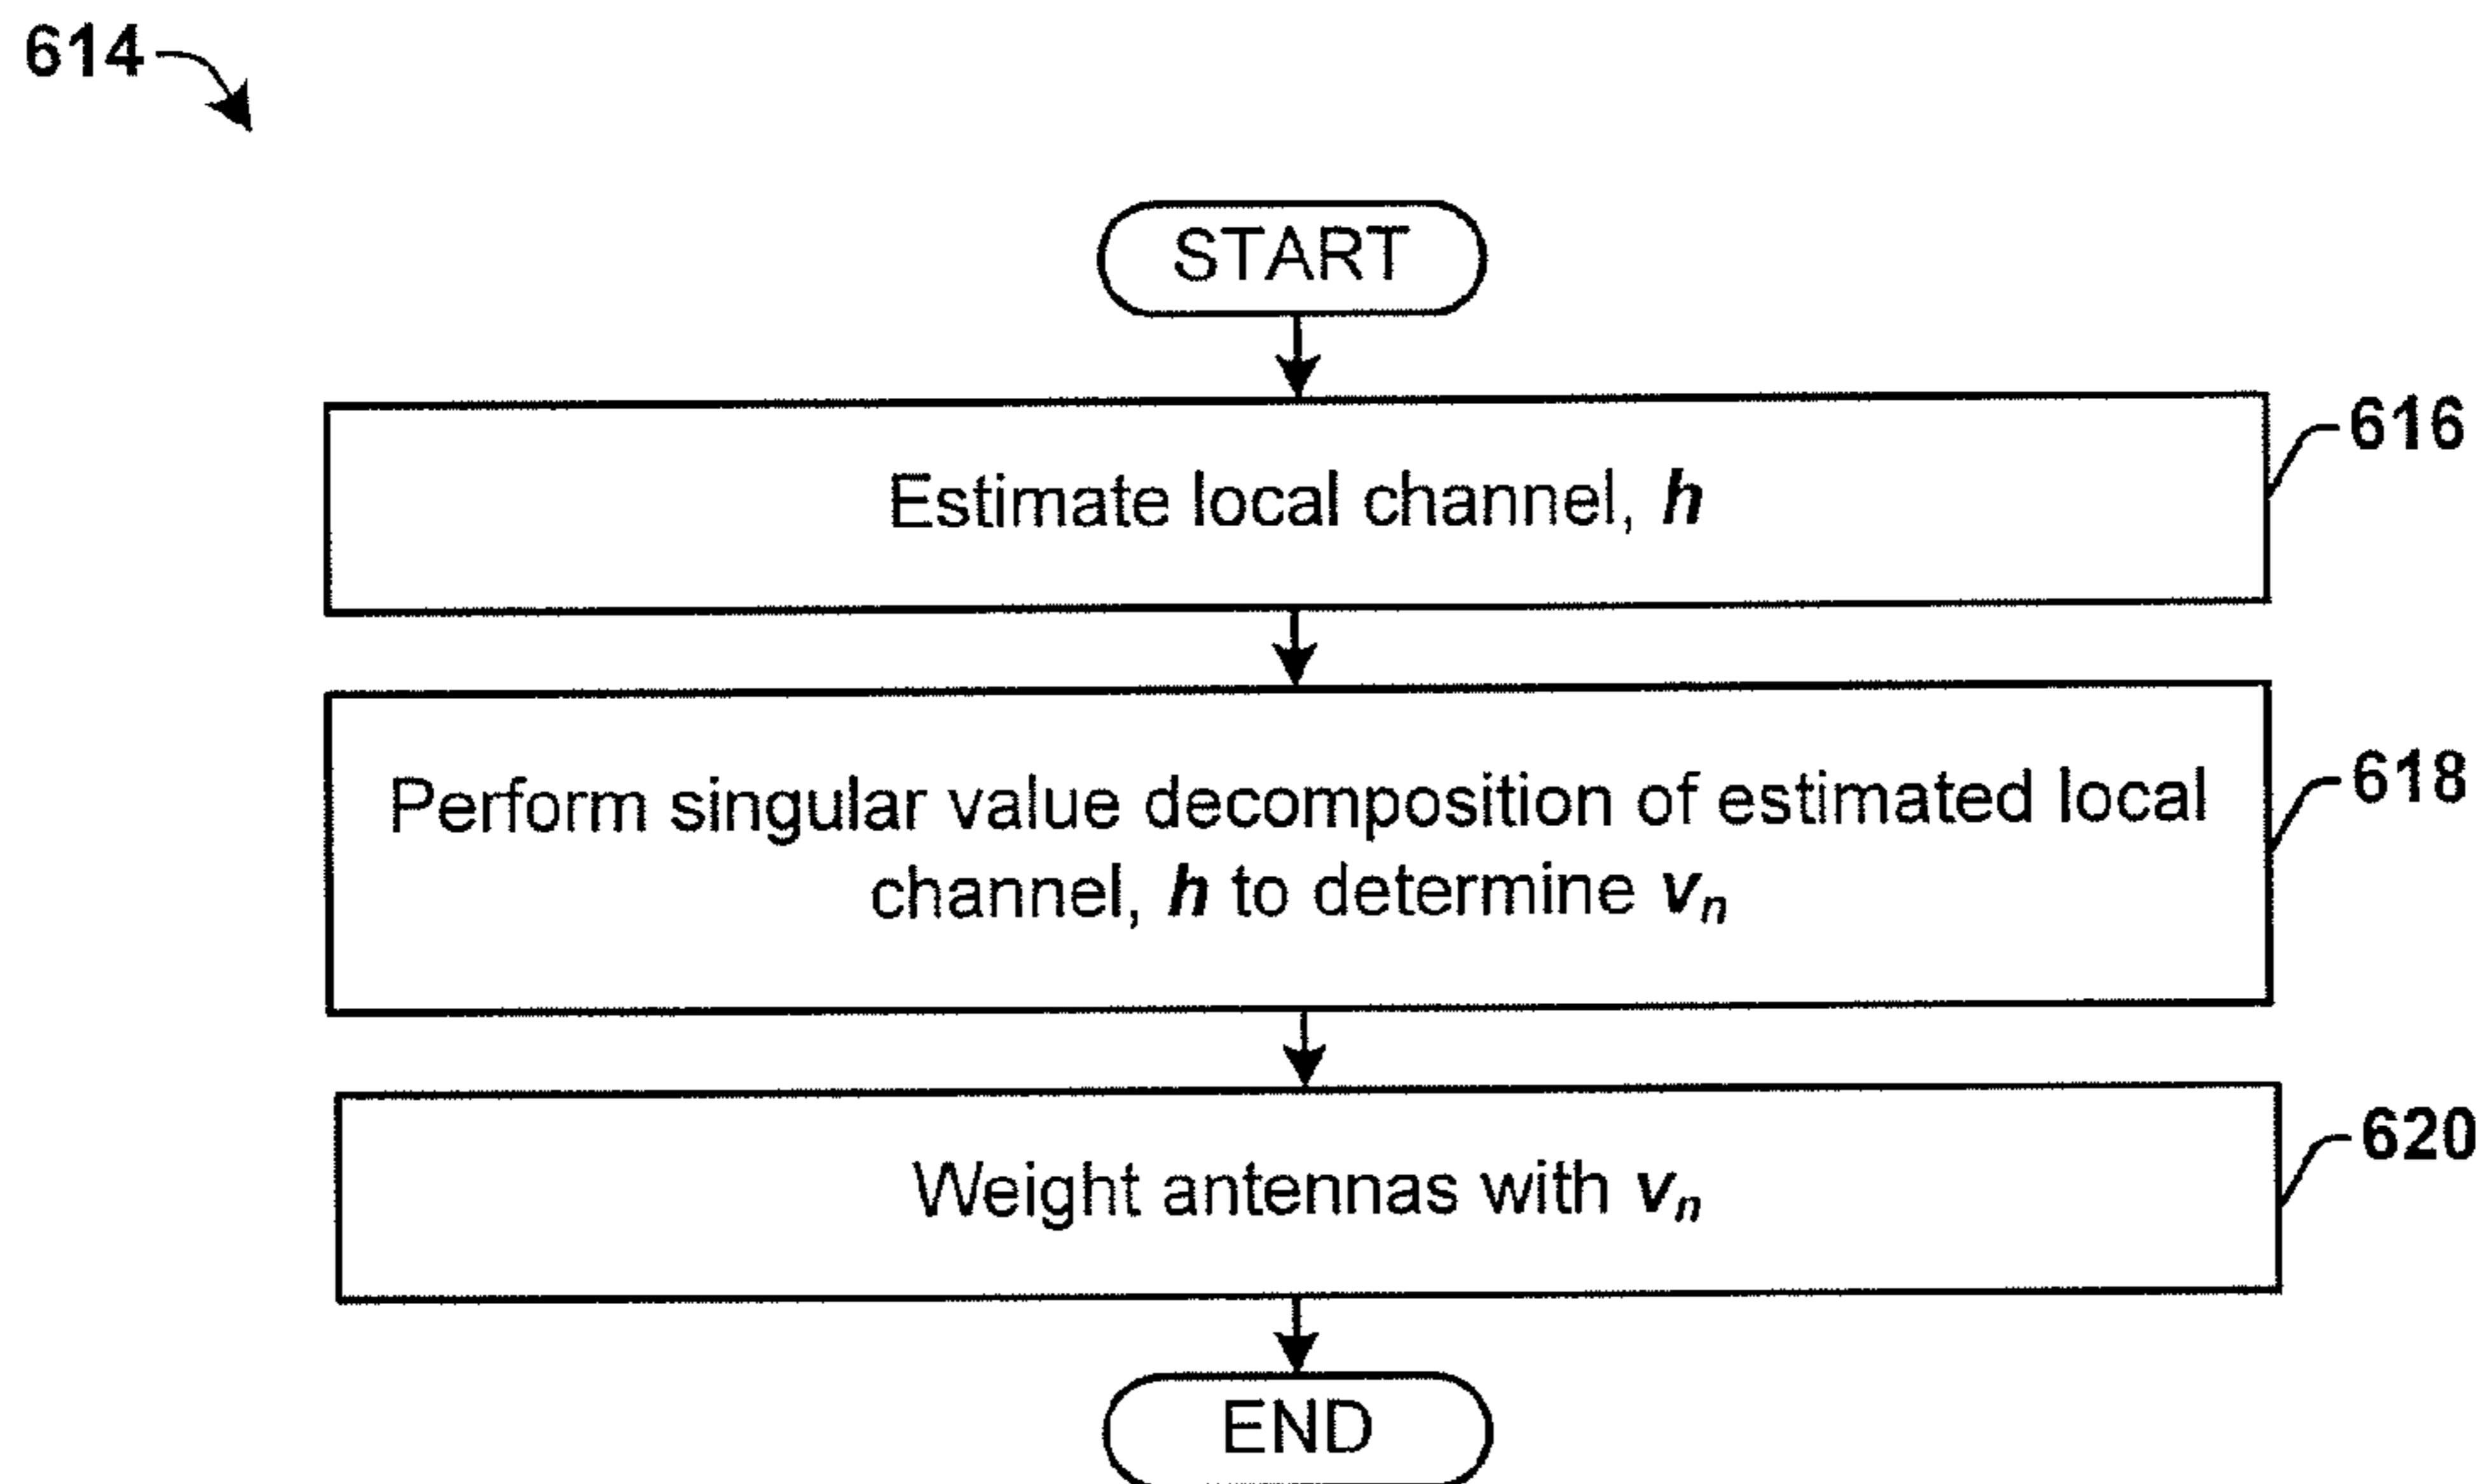 614
START
Estimate local channel, h
616
Perform singular value decomposition of estimated local
channel, h to determine vn
618
Weight antennas with vn
620
END